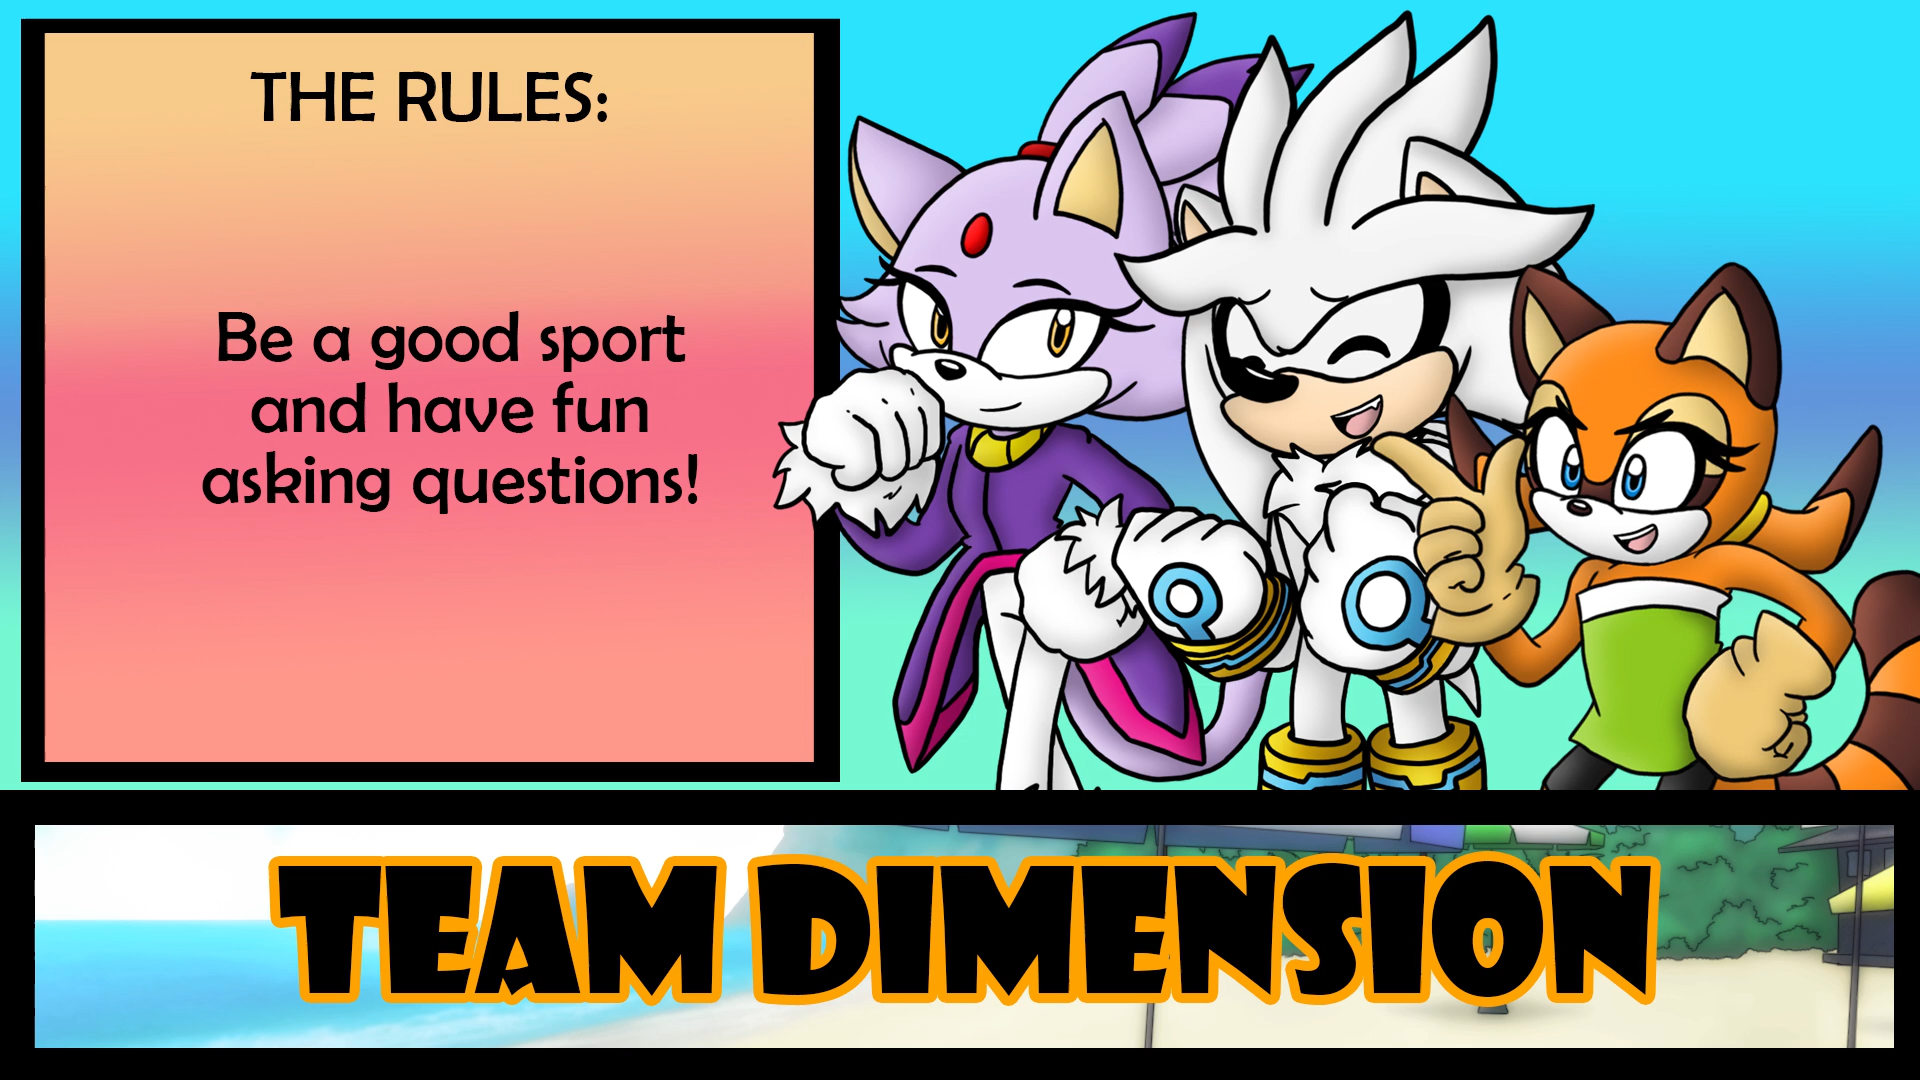 THE RULES:
Be a good sport
and have fun
asking questions!
TEAM DIMENSION